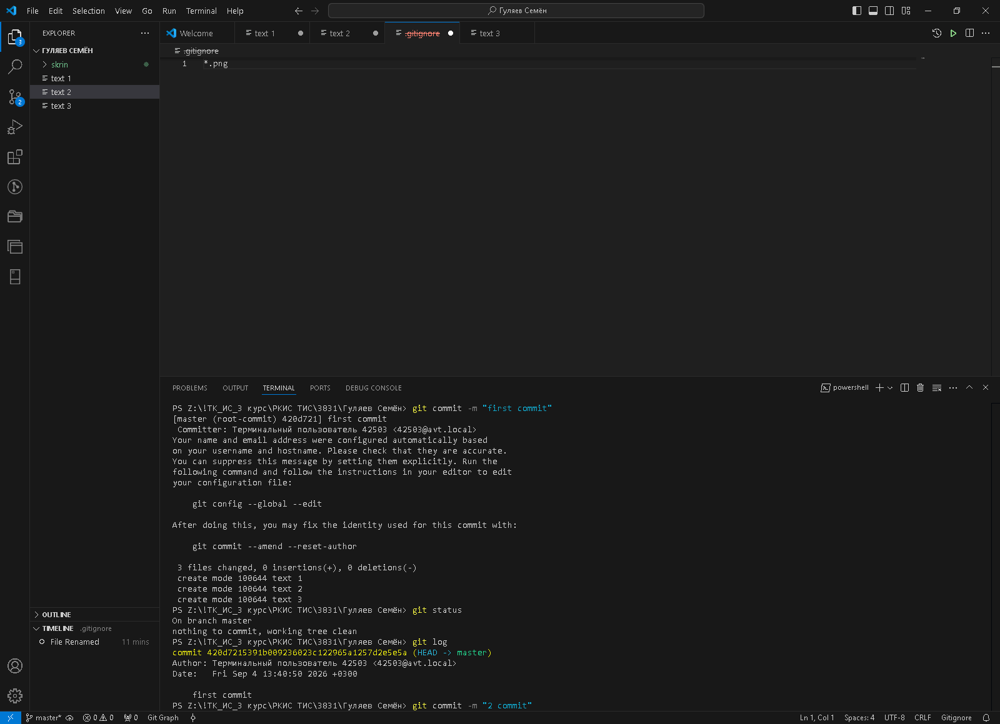 File Edit Selection View Go Run Terminal Help
Гуляев Семён
EXPLORER
3
ГУЛЯЕВ СЕМЁН
skrin
text 1
text 2
text 3
2
Welcome
text 1
text 2
.gitignore
text 3
.gitignore
1 *.png
PROBLEMS OUTPUT TERMINAL PORTS DEBUG CONSOLE
powershell
PS Z:\!ТК_ИС_3 курс\РКИС ТИС\3831\Гуляев Семён> git commit -m "first commit"
[master (root-commit) 420d721] first commit
Committer: Терминальный пользователь 42503 <42503@avt.local>
Your name and email address were configured automatically based
on your username and hostname. Please check that they are accurate.
You can suppress this message by setting them explicitly. Run the
following command and follow the instructions in your editor to edit
your configuration file:
git config --global --edit
After doing this, you may fix the identity used for this commit with:
git commit --amend --reset-author
3 files changed, 0 insertions(+), 0 deletions(-)
create mode 100644 text 1
create mode 100644 text 2
create mode 100644 text 3
PS Z:\!ТК_ИС_3 курс\РКИС ТИС\3831\Гуляев Семён> git status
On branch master
nothing to commit, working tree clean
PS Z:\!ТК_ИС_3 курс\РКИС ТИС\3831\Гуляев Семён> git log
commit 420d7215391b009236023c122965a1257d2e5e5a (HEAD -> master)
Author: Терминальный пользователь 42503 <42503@avt.local>
Date:   Fri Sep 4 13:40:50 2026 +0300
first commit
PS Z:\!ТК_ИС_3 курс\РКИС ТИС\3831\Гуляев Семён> git commit -m "2 commit"
OUTLINE
TIMELINE .gitignore
File Renamed 11 mins
master* 0 0 0 Git Graph
Ln 1, Col 1 Spaces: 4 UTF-8 CRLF Gitignore